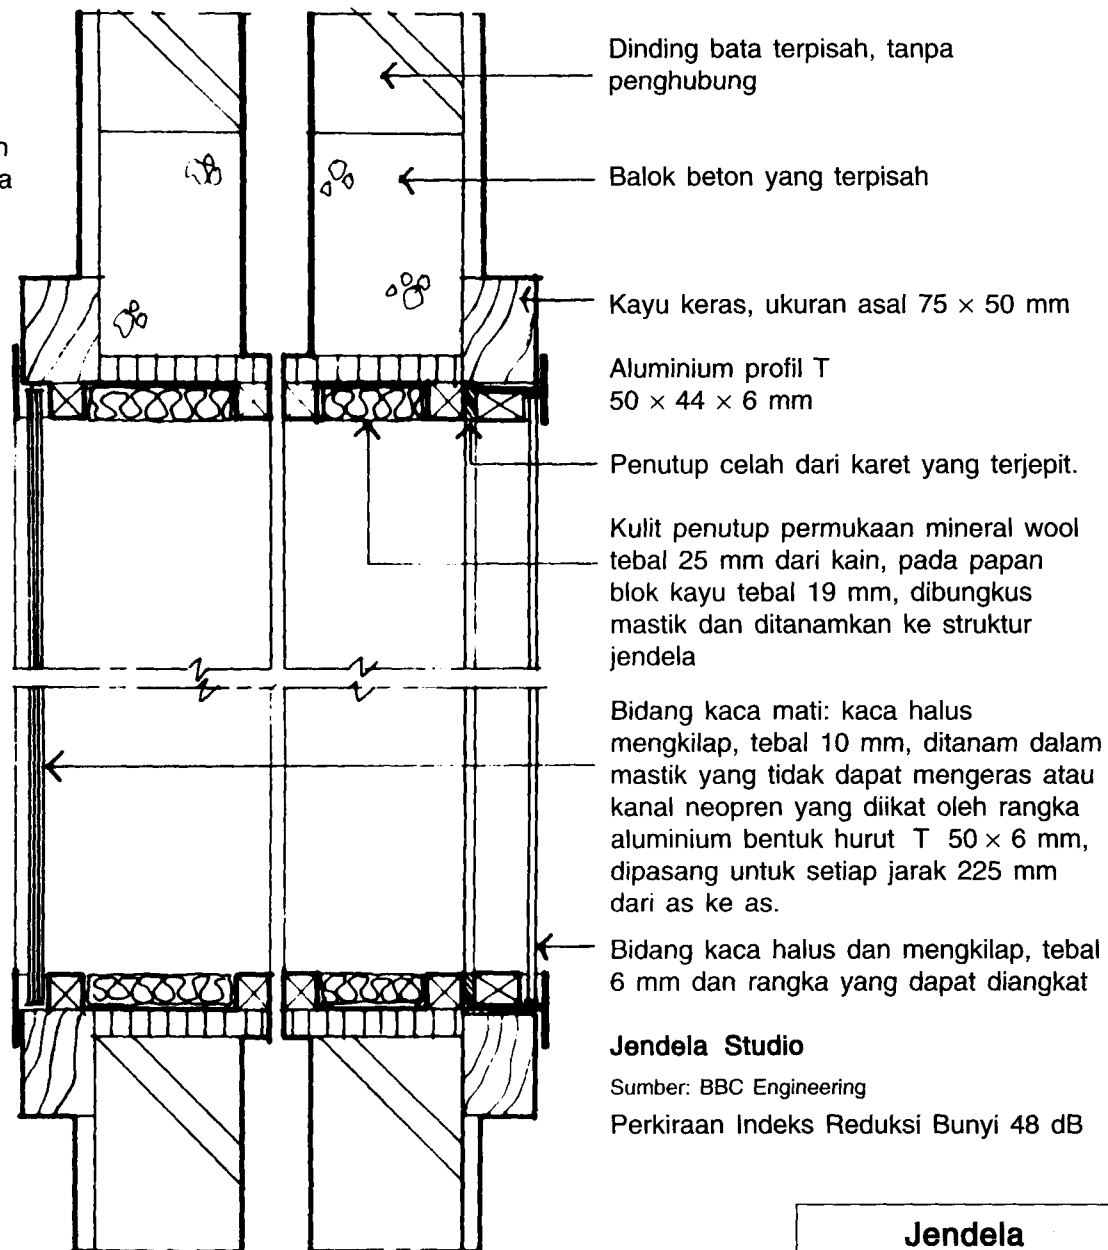 Dinding bata terpisah, tanpa
penghubung
n
a
Balok beton yang terpisah
Kayu keras, ukuran asal 75 × 50 mm
Aluminium profil T
50 × 44 × 6 mm
Penutup celah dari karet yang terjepit.
Kulit penutup permukaan mineral wool
tebal 25 mm dari kain, pada papan
blok kayu tebal 19 mm, dibungkus
mastik dan ditanamkan ke struktur
jendela
Bidang kaca mati: kaca halus
mengkilap, tebal 10 mm, ditanam dalam
mastik yang tidak dapat mengeras atau
kanal neopren yang diikat oleh rangka
aluminium bentuk hurut T 50 × 6 mm,
dipasang untuk setiap jarak 225 mm
dari as ke as.
Bidang kaca halus dan mengkilap, tebal
6 mm dan rangka yang dapat diangkat
Jendela Studio
Sumber: BBC Engineering
Perkiraan Indeks Reduksi Bunyi 48 dB
Jendela